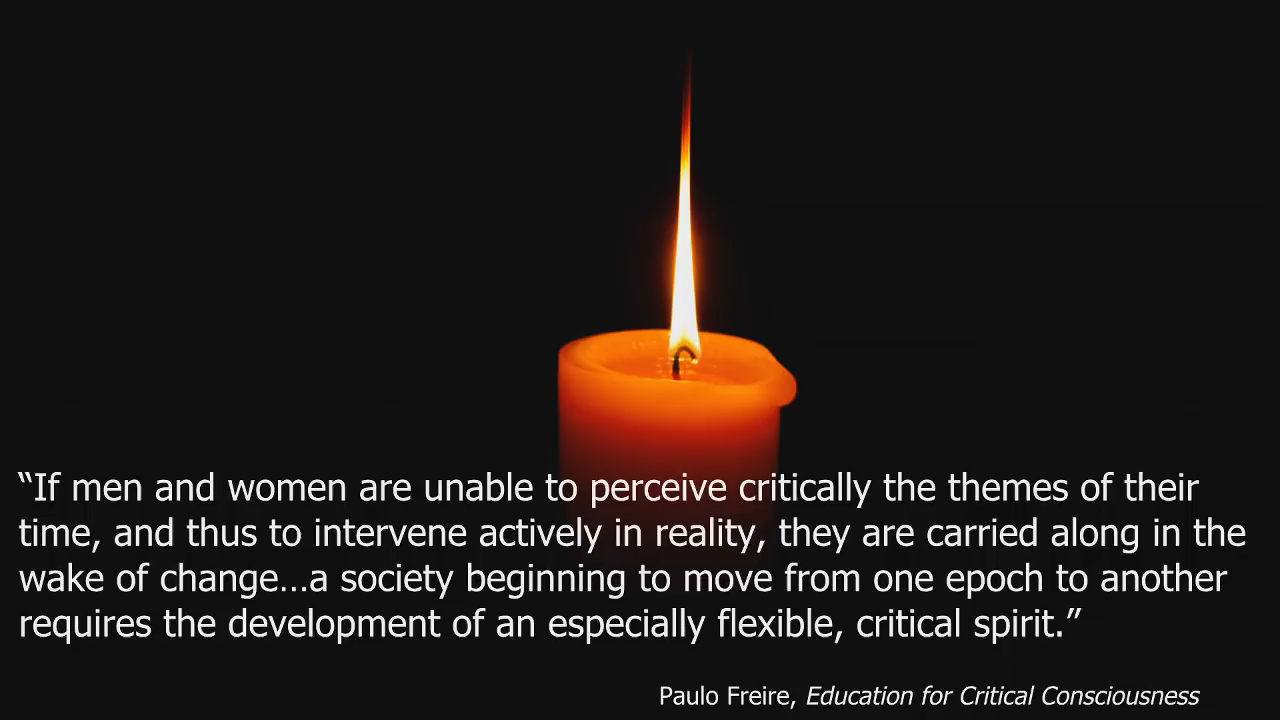 “If men and women are unable to perceive critically the themes of their
time, and thus to intervene actively in reality, they are carried along in the
wake of change…a society beginning to move from one epoch to another
requires the development of an especially flexible, critical spirit.”
Paulo Freire, Education for Critical Consciousness